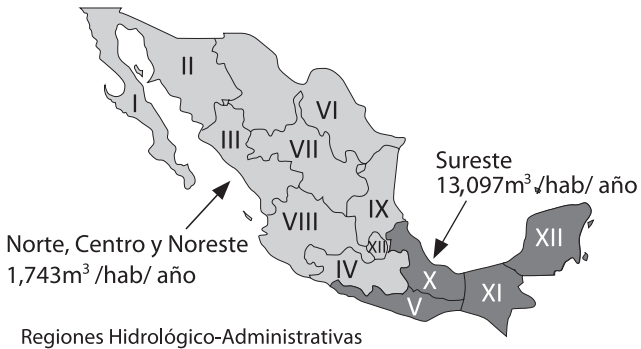 II
I
VI
III
VII
Sureste
13,097m³ /hab/ año
IX
VIII
XII
XII
Norte, Centro y Noreste
1,743m³ /hab/ año
IV
X
XI
V
Regiones Hidrológico-Administrativas